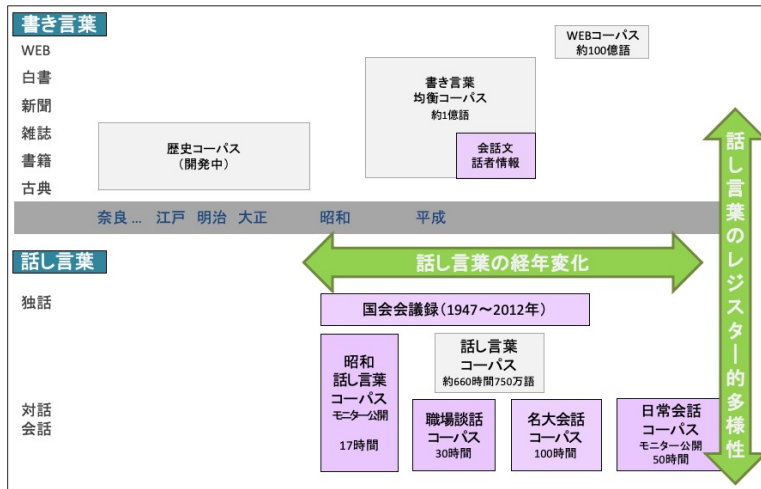 書き言葉
WEB
白書
新聞
雑誌
書籍
古典
WEBコーパス
約100億語
書き言葉
均衡コーパス
約1億語
会話文
話者情報
歴史コーパス
（開発中）
奈良 … 江戸 明治 大正 昭和 平成
話し言葉
話し言葉の経年変化
話し言葉のレジスター的多様性
独話
国会会議録（1947～2012年）
昭和
話し言葉
コーパス
モニター公開
17時間
話し言葉
コーパス
約660時間750万語
対話
会話
職場談話
コーパス
30時間
名大会話
コーパス
100時間
日常会話
コーパス
モニター公開
50時間